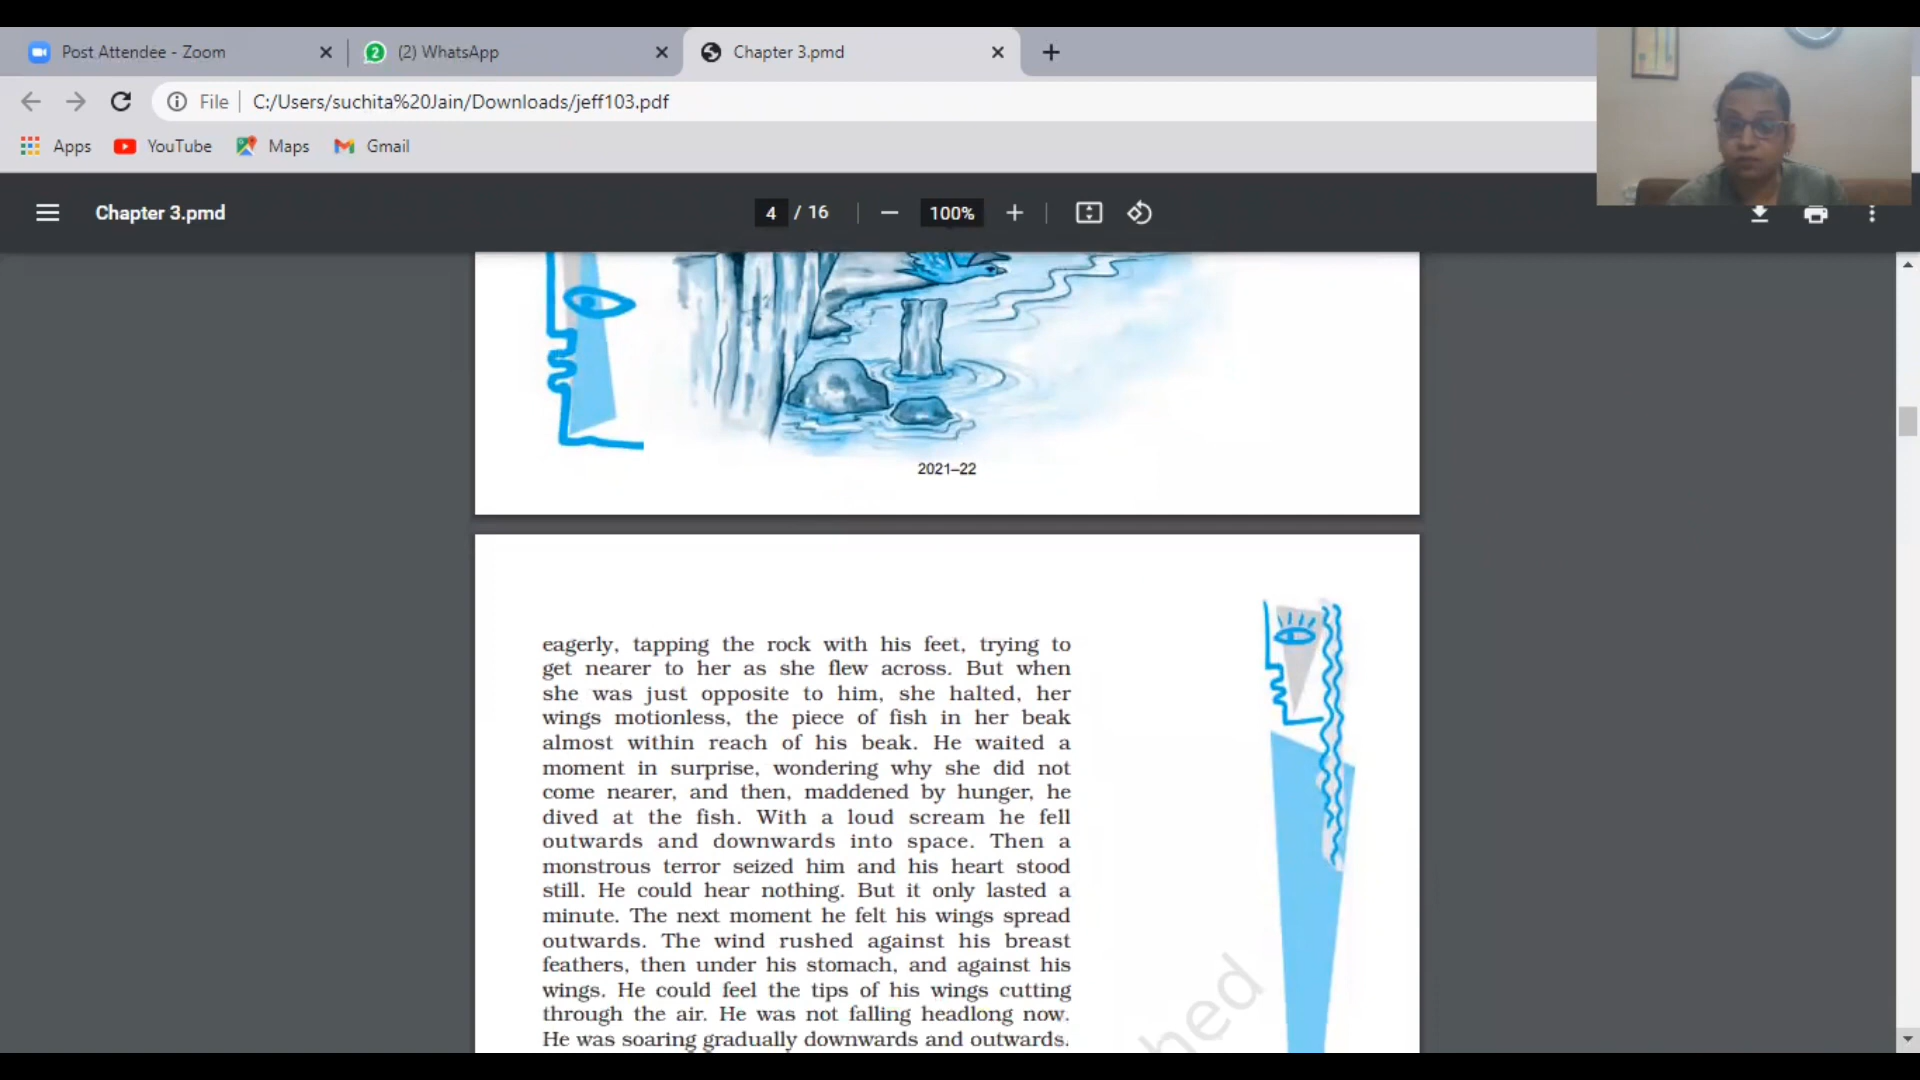 Post Attendee - Zoom
2
(2) WhatsApp
Chapter 3.pmd
File
C:/Users/suchita%20Jain/Downloads/jeff103.pdf
Apps
YouTube
Maps
Gmail
Chapter 3.pmd
4 / 16
100%
2021–22
eagerly, tapping the rock with his feet, trying to
get nearer to her as she flew across. But when
she was just opposite to him, she halted, her
wings motionless, the piece of fish in her beak
almost within reach of his beak. He waited a
moment in surprise, wondering why she did not
come nearer, and then, maddened by hunger, he
dived at the fish. With a loud scream he fell
outwards and downwards into space. Then a
monstrous terror seized him and his heart stood
still. He could hear nothing. But it only lasted a
minute. The next moment he felt his wings spread
outwards. The wind rushed against his breast
feathers, then under his stomach, and against his
wings. He could feel the tips of his wings cutting
through the air. He was not falling headlong now.
He was soaring gradually downwards and outwards.
hed